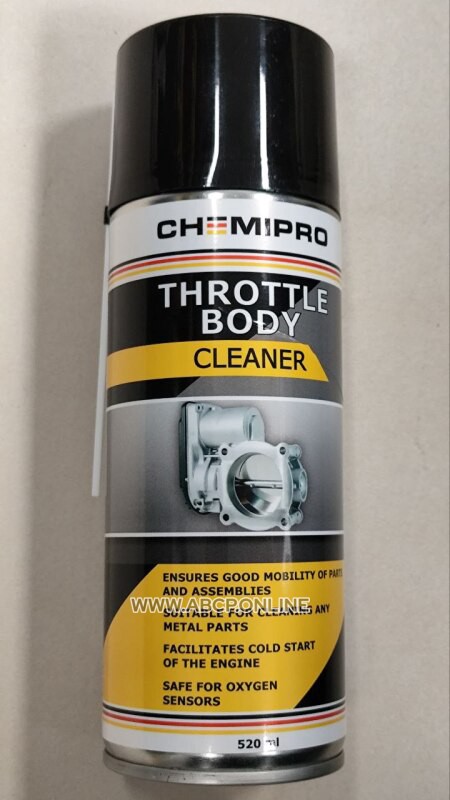 CHEMIPRO
THROTTLE
BODY
CLEANER
ENSURES GOOD MOBILITY OF PARTS
AND ASSEMBLIES
WWW.ABCPONLINE.
SUITABLE FOR CLEANING ANY
METAL PARTS
FACILITATES COLD START
OF THE ENGINE
SAFE FOR OXYGEN
SENSORS
520 ml